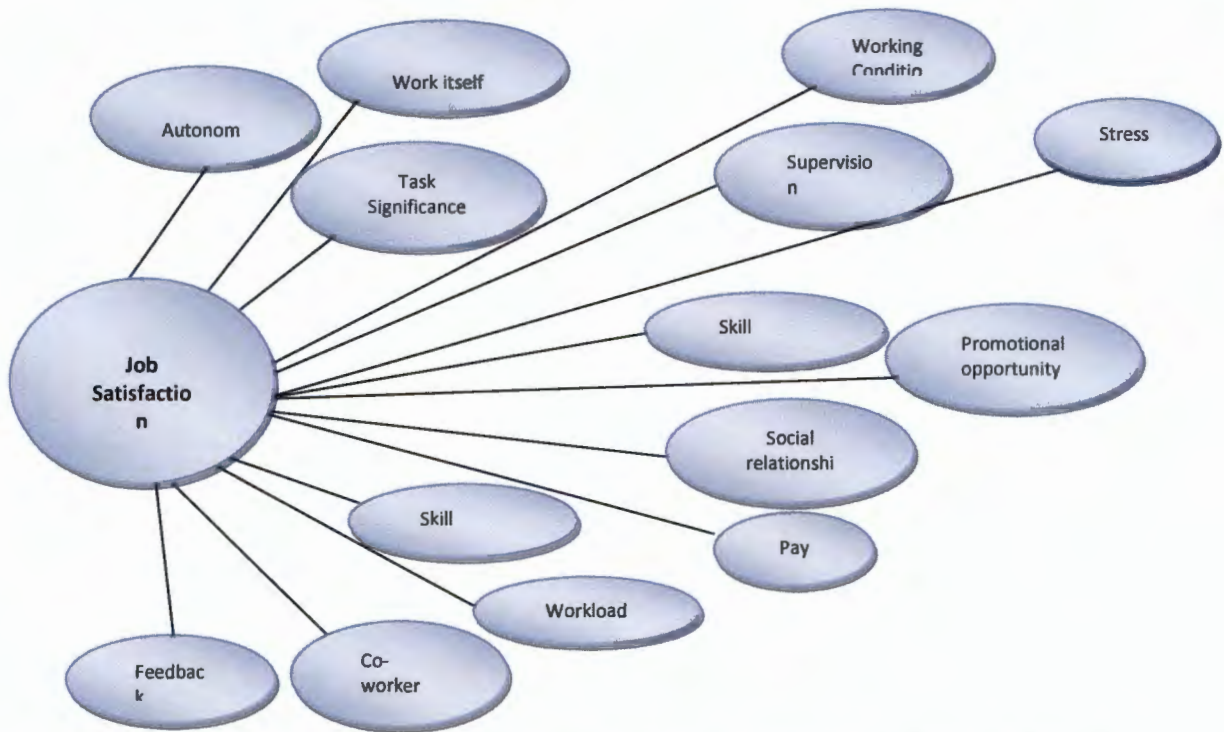 Working
Conditio
Work itself
Autonom
Stress
Supervisio
n
Task
Significance
Skill
Promotional
opportunity
Job
Satisfactio
n
Social
relationshi
Skill
Pay
Workload
Feedbac
k
Co-
worker